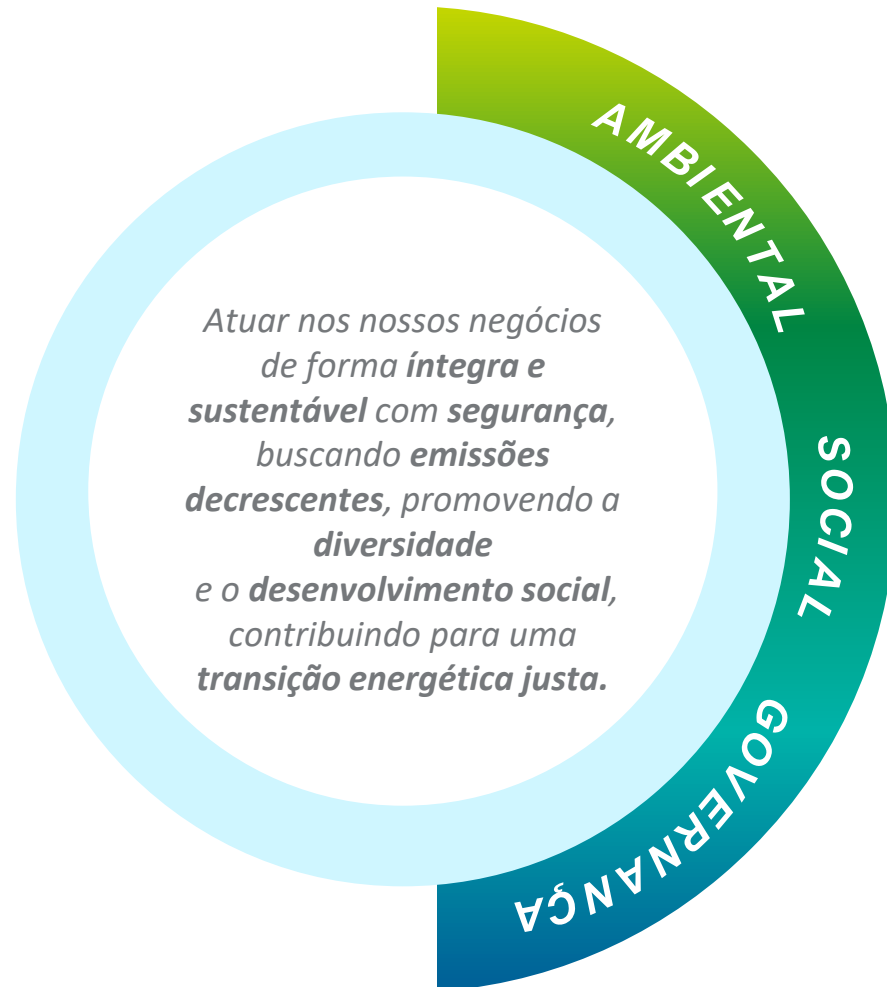 Atuar nos nossos negócios
de forma íntegra e
sustentável com segurança,
buscando emissões
decrescentes, promovendo a
diversidade
e o desenvolvimento social,
contribuindo para uma
transição energética justa.
AMBIENTAL
SOCIAL
GOVERNANÇA